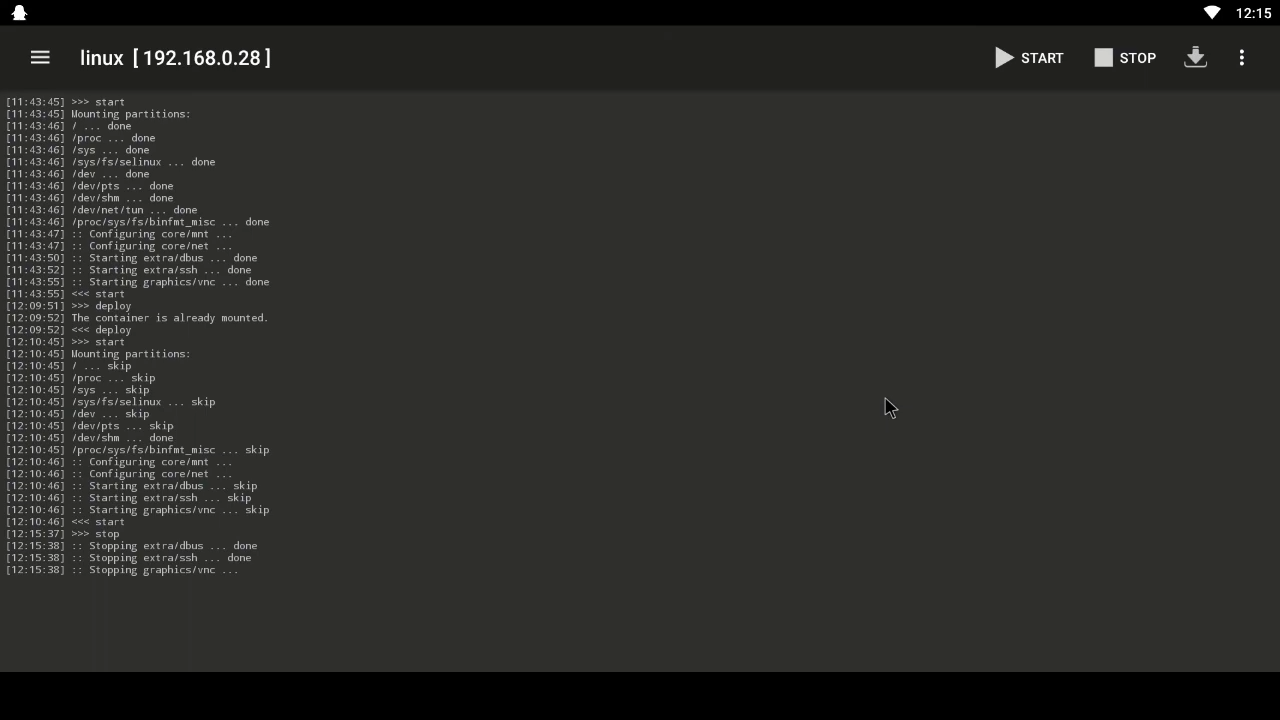 12:15
linux [ 192.168.0.28 ]
START
STOP
[11:43:45] >>> start
[11:43:45] Mounting partitions:
[11:43:46] / ... done
[11:43:46] /proc ... done
[11:43:46] /sys ... done
[11:43:46] /sys/fs/selinux ... done
[11:43:46] /dev ... done
[11:43:46] /dev/pts ... done
[11:43:46] /dev/shm ... done
[11:43:46] /dev/net/tun ... done
[11:43:46] /proc/sys/fs/binfmt_misc ... done
[11:43:47] :: Configuring core/mnt ...
[11:43:47] :: Configuring core/net ...
[11:43:50] :: Starting extra/dbus ... done
[11:43:52] :: Starting extra/ssh ... done
[11:43:55] :: Starting graphics/vnc ... done
[11:43:55] <<< start
[12:09:51] >>> deploy
[12:09:52] The container is already mounted.
[12:09:52] <<< deploy
[12:10:45] >>> start
[12:10:45] Mounting partitions:
[12:10:45] / ... skip
[12:10:45] /proc ... skip
[12:10:45] /sys ... skip
[12:10:45] /sys/fs/selinux ... skip
[12:10:45] /dev ... skip
[12:10:45] /dev/pts ... skip
[12:10:45] /dev/shm ... done
[12:10:45] /proc/sys/fs/binfmt_misc ... skip
[12:10:46] :: Configuring core/mnt ...
[12:10:46] :: Configuring core/net ...
[12:10:46] :: Starting extra/dbus ... skip
[12:10:46] :: Starting extra/ssh ... skip
[12:10:46] :: Starting graphics/vnc ... skip
[12:10:46] <<< start
[12:15:37] >>> stop
[12:15:38] :: Stopping extra/dbus ... done
[12:15:38] :: Stopping extra/ssh ... done
[12:15:38] :: Stopping graphics/vnc ...